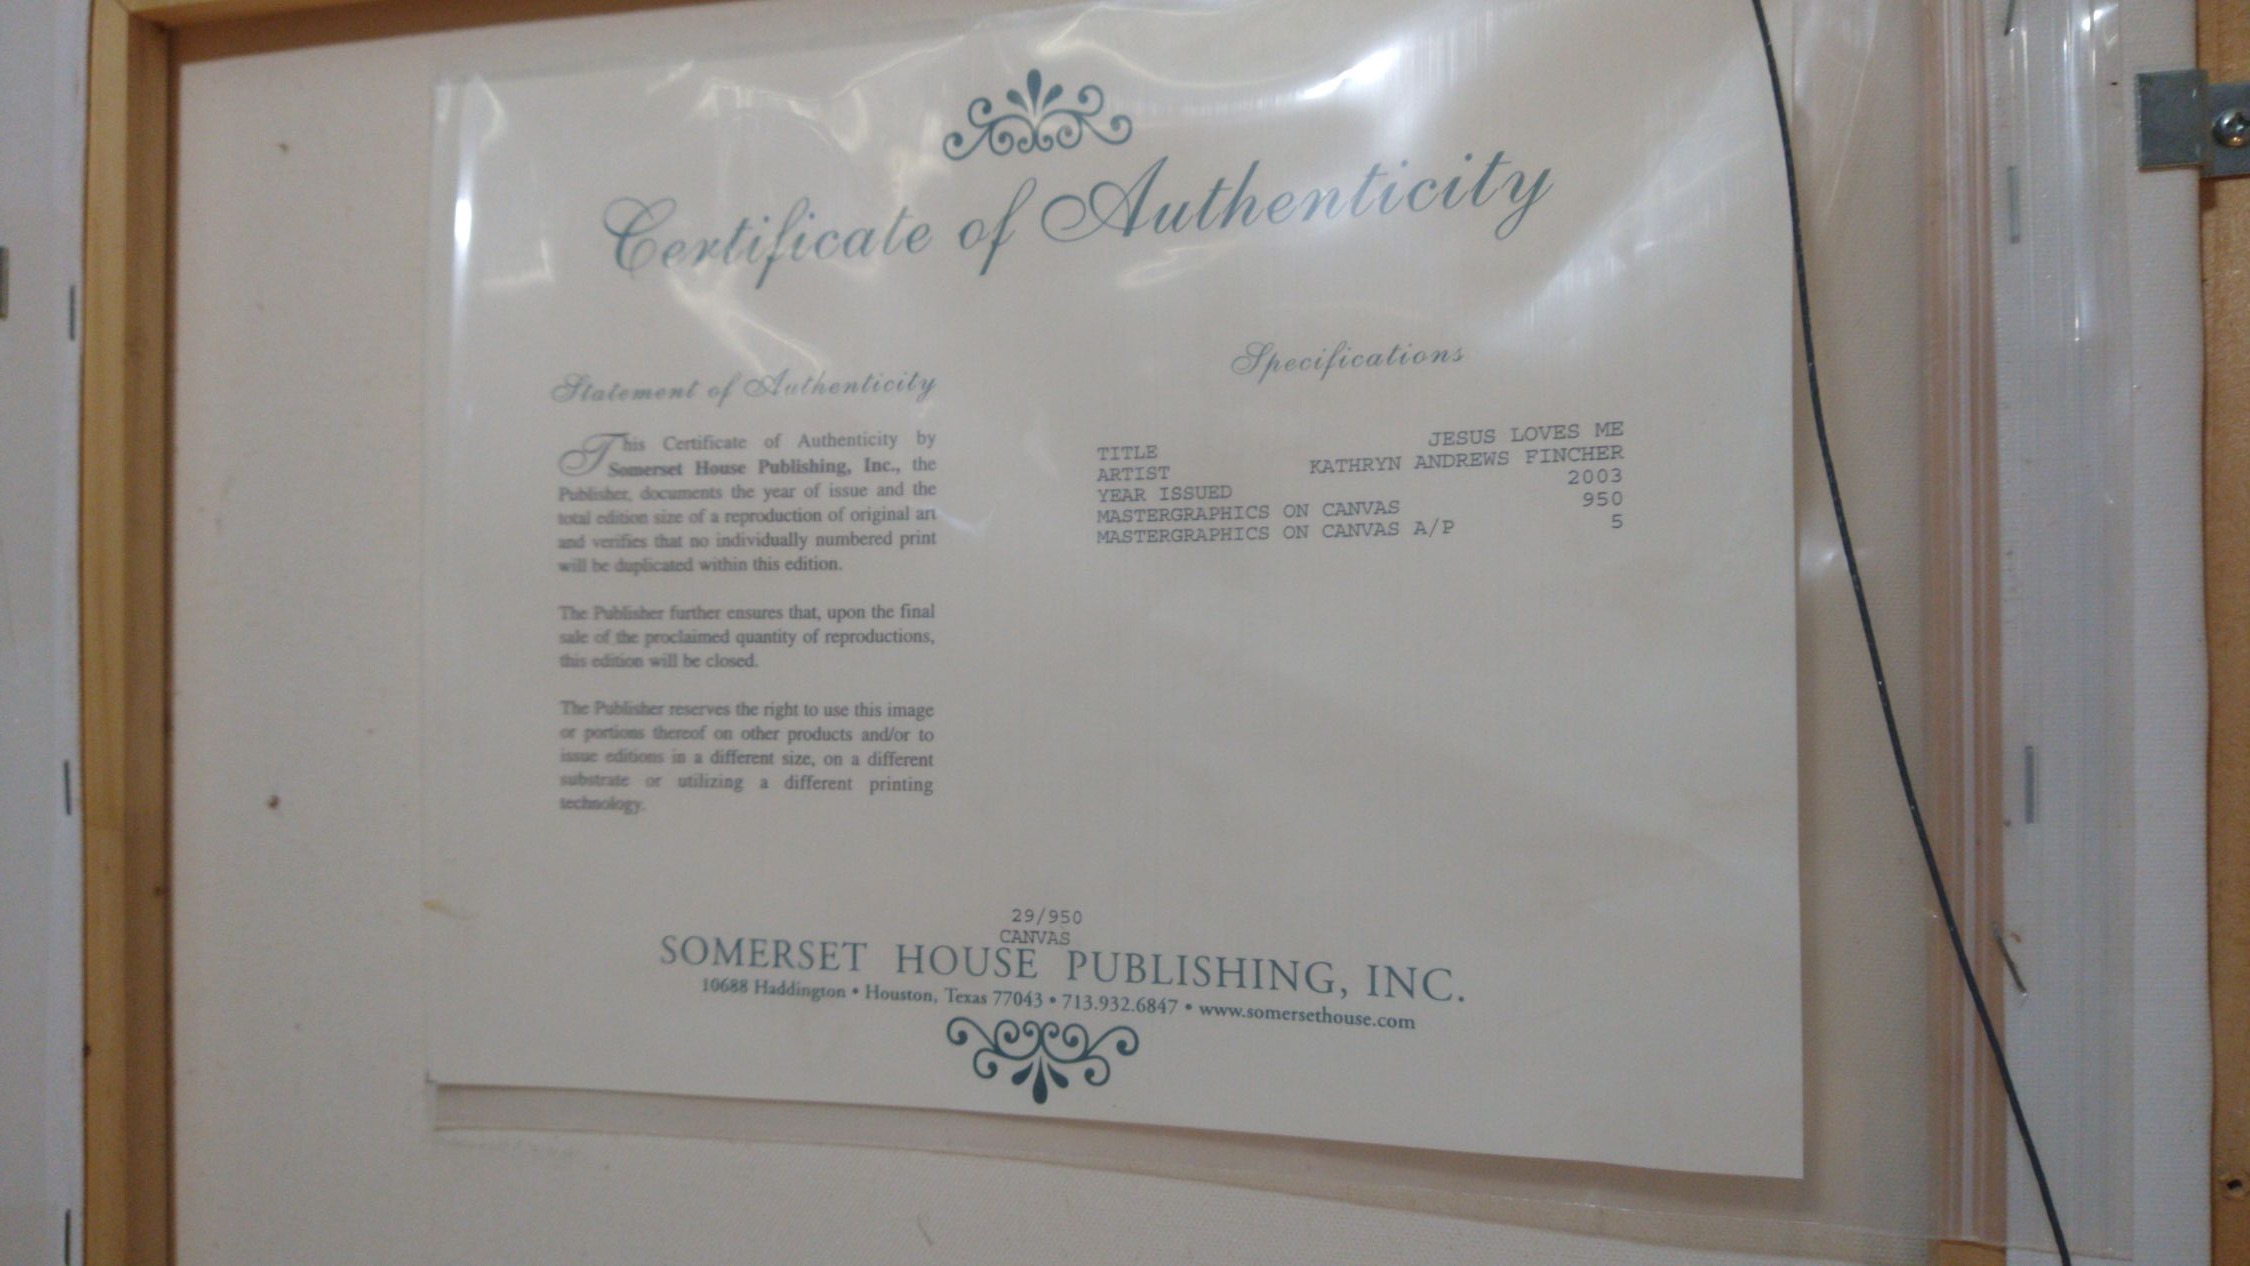 Certificate of Authenticity
Statement of Authenticity
This Certificate of Authenticity by
Somerset House Publishing, Inc., the
Publisher, documents the year of issue and the
total edition size of a reproduction of original art
and verifies that no individually numbered print
will be duplicated within this edition.
The Publisher further ensures that, upon the final
sale of the proclaimed quantity of reproductions,
this edition will be closed.
The Publisher reserves the right to use this image
or portions thereof on other products and/or to
issue editions in a different size, on a different
substrate or utilizing a different printing
technology.
Specifications
TITLE JESUS LOVES ME
ARTIST KATHRYN ANDREWS FINCHER
YEAR ISSUED 2003
MASTERGRAPHICS ON CANVAS 950
MASTERGRAPHICS ON CANVAS A/P 5
29/950
CANVAS
SOMERSET HOUSE PUBLISHING, INC.
10688 Haddington • Houston, Texas 77043 • 713.932.6847 • www.somersethouse.com